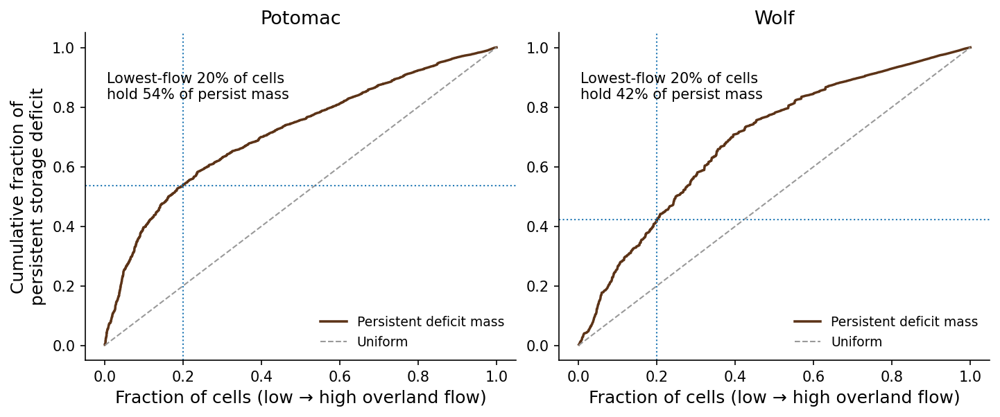 Potomac
Lowest-flow 20% of cells
hold 54% of persist mass
Cumulative fraction of
persistent storage deficit
1.0
0.8
0.6
0.4
0.2
0.0
Persistent deficit mass
Uniform
0.0 0.2 0.4 0.6 0.8 1.0
Fraction of cells (low → high overland flow)
Wolf
Lowest-flow 20% of cells
hold 42% of persist mass
1.0
0.8
0.6
0.4
0.2
0.0
Persistent deficit mass
Uniform
0.0 0.2 0.4 0.6 0.8 1.0
Fraction of cells (low → high overland flow)